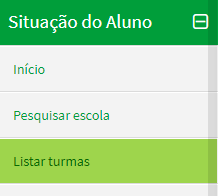 Situação do Aluno
Início
Pesquisar escola
Listar turmas